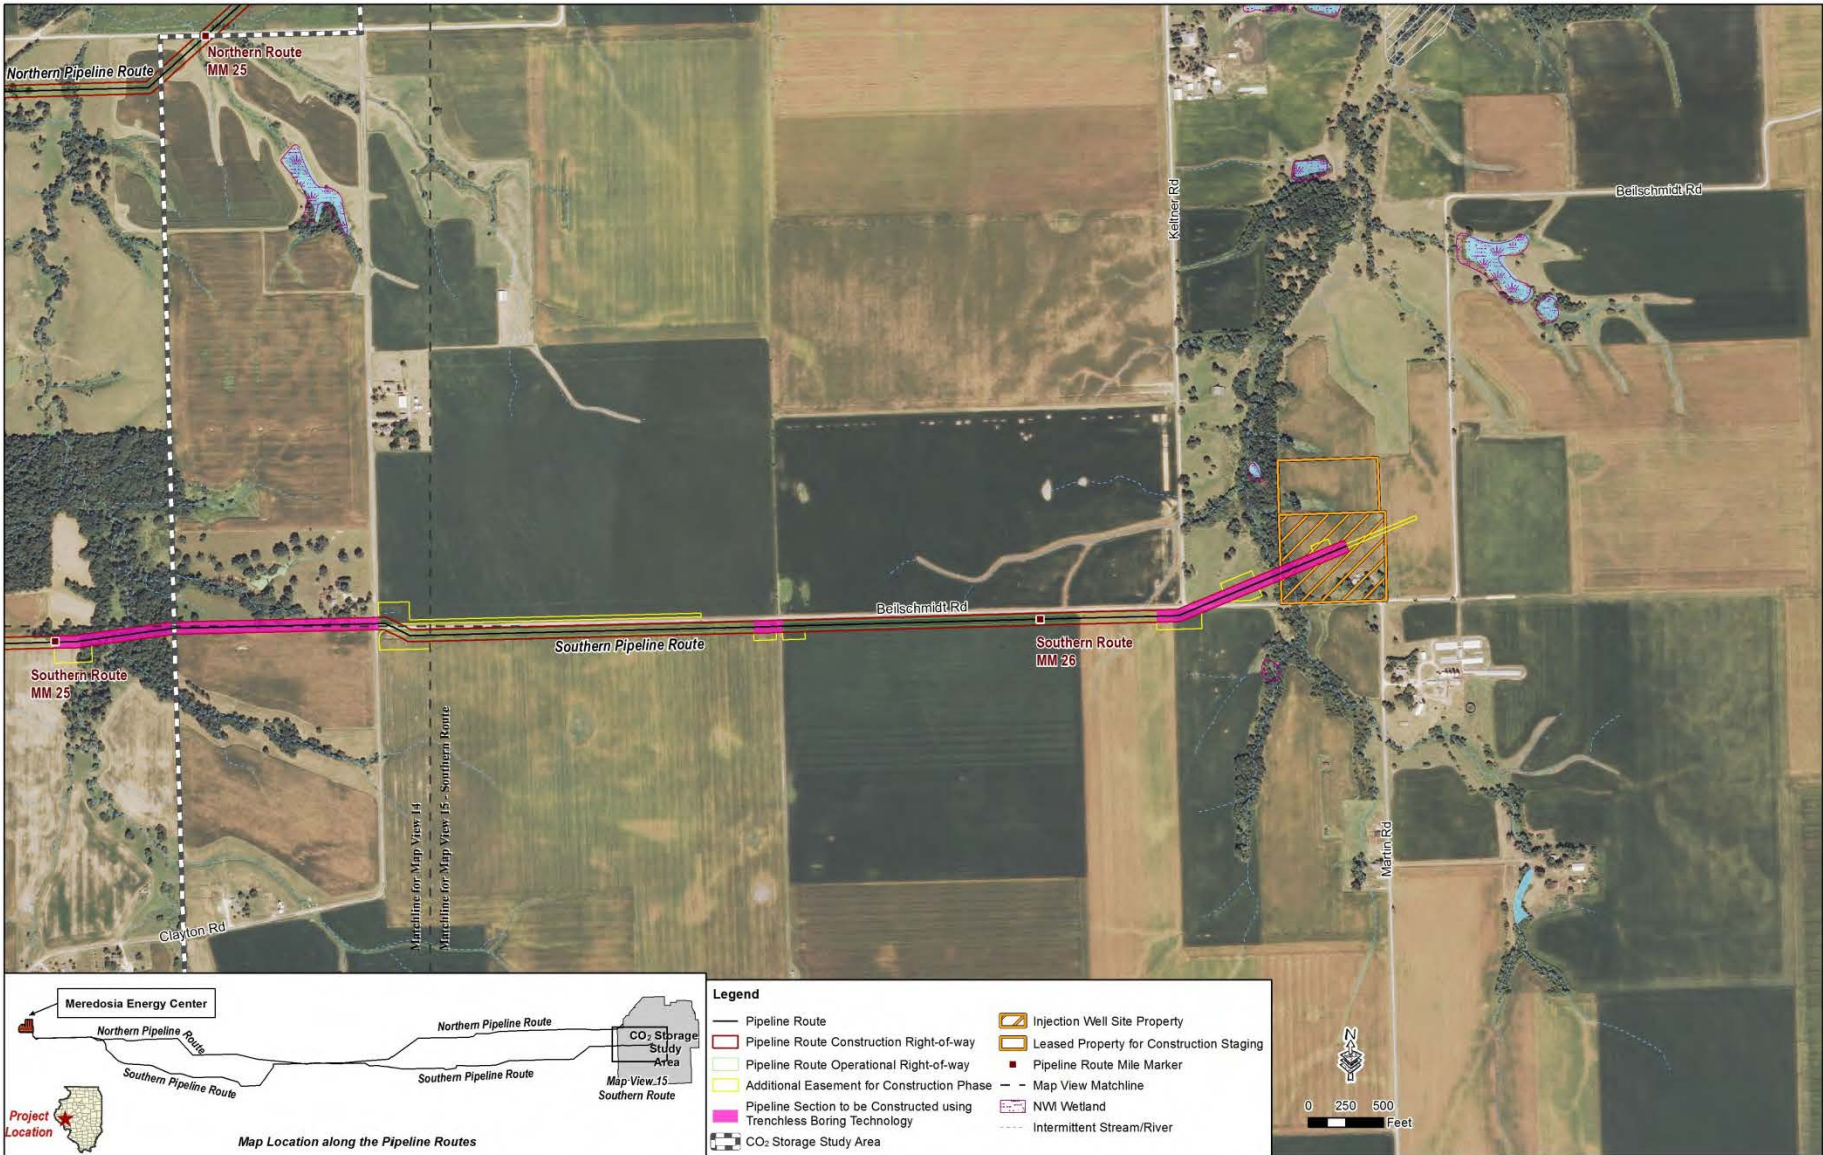 Northern Route
MM 25
Northern Pipeline Route
Keltner Rd
Beilschmidt Rd
Beilschmidt Rd
Southern Pipeline Route
Southern Route
MM 26
Southern Route
MM 25
Matchline for Map View 14
Matchline for Map View 15 - Southern Route
Martin Rd
Clayton Rd
Meredosia Energy Center
Northern Pipeline Route
Northern Pipeline Route
Southern Pipeline Route
Southern Pipeline Route
CO2 Storage
Study
Area
Map View 15
Southern Route
Project
Location
Map Location along the Pipeline Routes
Legend
Pipeline Route
Pipeline Route Construction Right-of-way
Pipeline Route Operational Right-of-way
Additional Easement for Construction Phase
Pipeline Section to be Constructed using
Trenchless Boring Technology
CO2 Storage Study Area
Injection Well Site Property
Leased Property for Construction Staging
Pipeline Route Mile Marker
Map View Matchline
NWI Wetland
Intermittent Stream/River
N
0 250 500
Feet